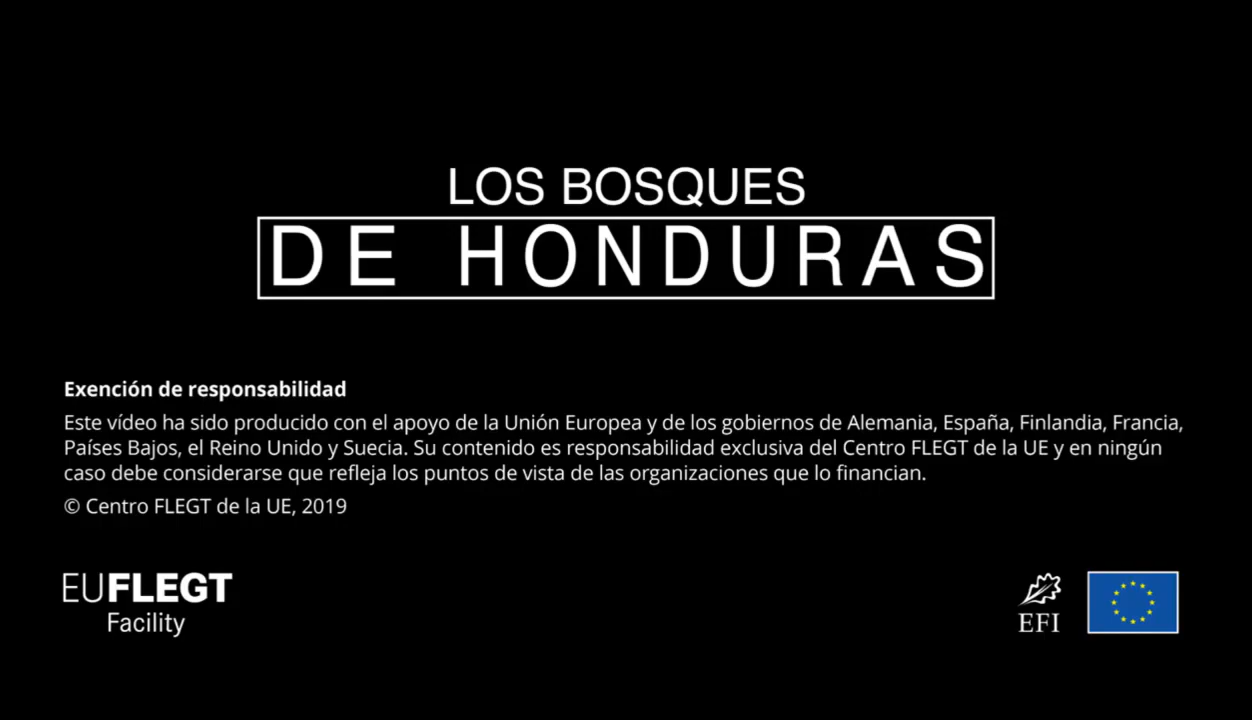 LOS BOSQUES
DE HONDURAS
Exención de responsabilidad
Este vídeo ha sido producido con el apoyo de la Unión Europea y de los gobiernos de Alemania, España, Finlandia, Francia,
Países Bajos, el Reino Unido y Suecia. Su contenido es responsabilidad exclusiva del Centro FLEGT de la UE y en ningún
caso debe considerarse que refleja los puntos de vista de las organizaciones que lo financian.
© Centro FLEGT de la UE, 2019
EUFLEGT
Facility
EFI